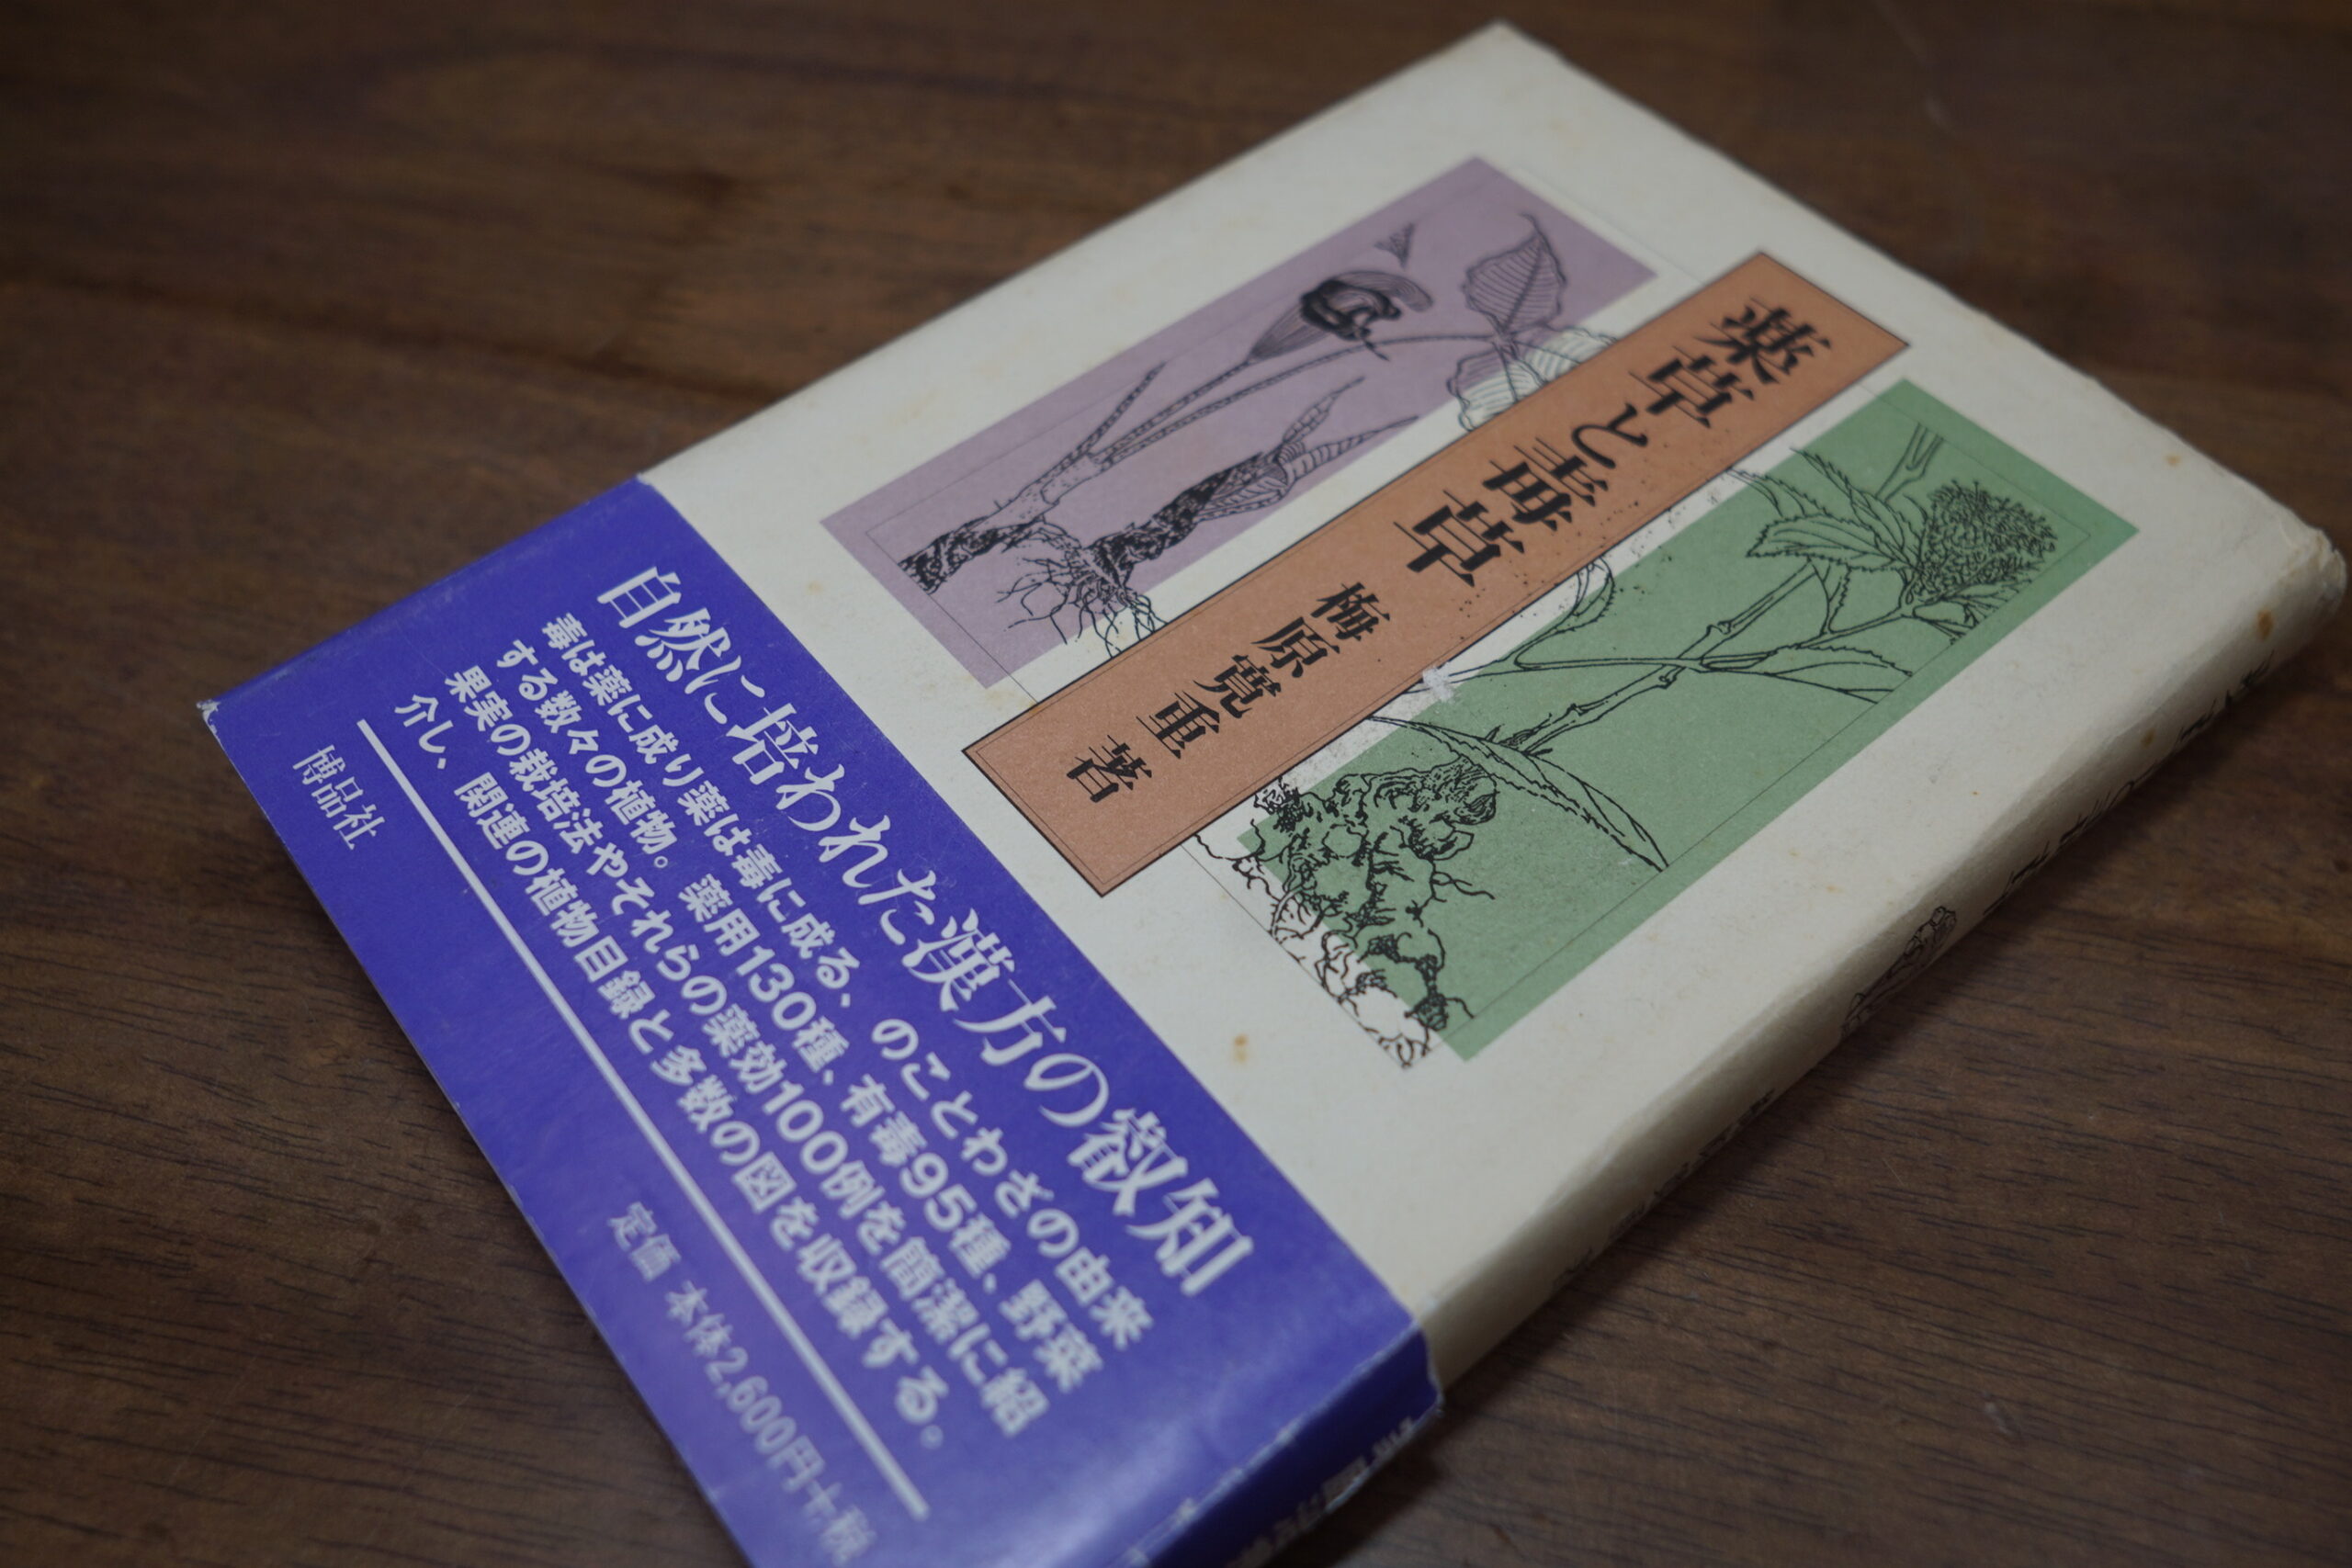 薬草と毒草
梅原寛重 著
自然に培われた漢方の叡知
毒は薬に成り薬は毒に成る、のことわざの由来
する数々の植物。薬用130種、有毒95種、野菜
果実の栽培法やそれらの薬効100例を簡潔に紹
介し、関連の植物目録と多数の図を収録する。
博品社
定価 本体2,600円+税